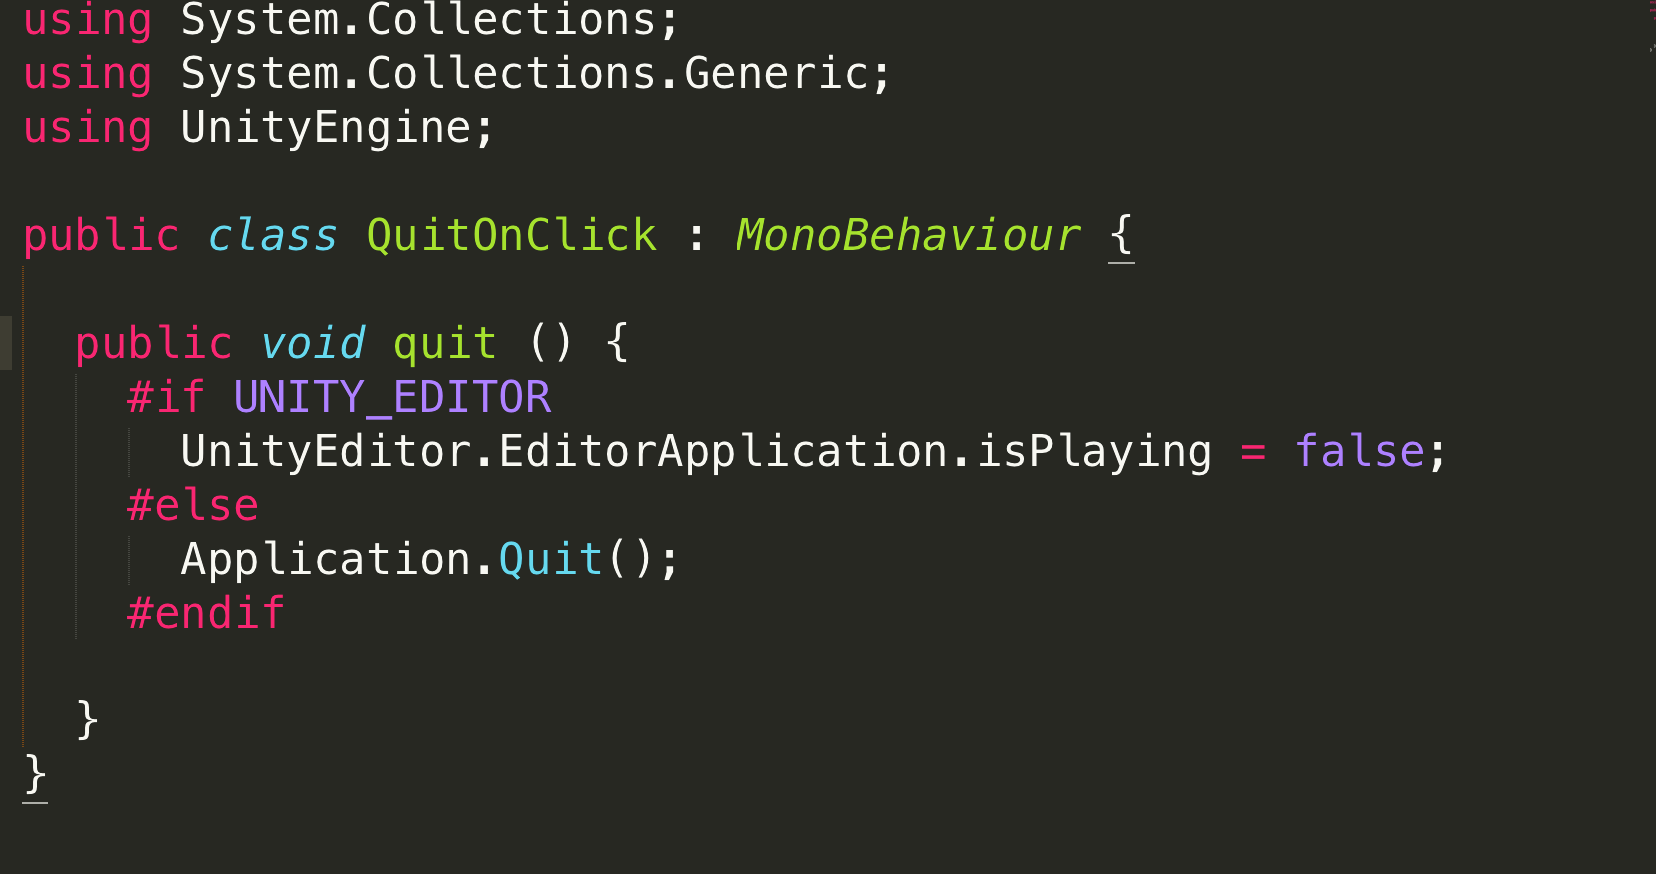 using System.Collections;
using System.Collections.Generic;
using UnityEngine;
public class QuitOnClick : MonoBehaviour {
public void quit () {
#if UNITY_EDITOR
UnityEditor.EditorApplication.isPlaying = false;
#else
Application.Quit();
#endif
}
}